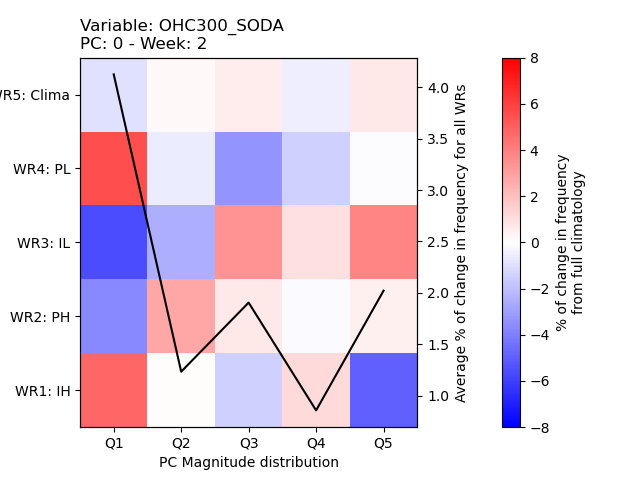 Variable: OHC300_SODA
PC: 0 - Week: 2
WR5: Clima
WR4: PL
WR3: IL
WR2: PH
WR1: IH
Q1 Q2 Q3 Q4 Q5
PC Magnitude distribution
4.0
3.5
3.0
2.5
2.0
1.5
1.0
Average % of change in frequency for all WRs
8
6
4
2
0
−2
−4
−6
−8
% of change in frequency
from full climatology